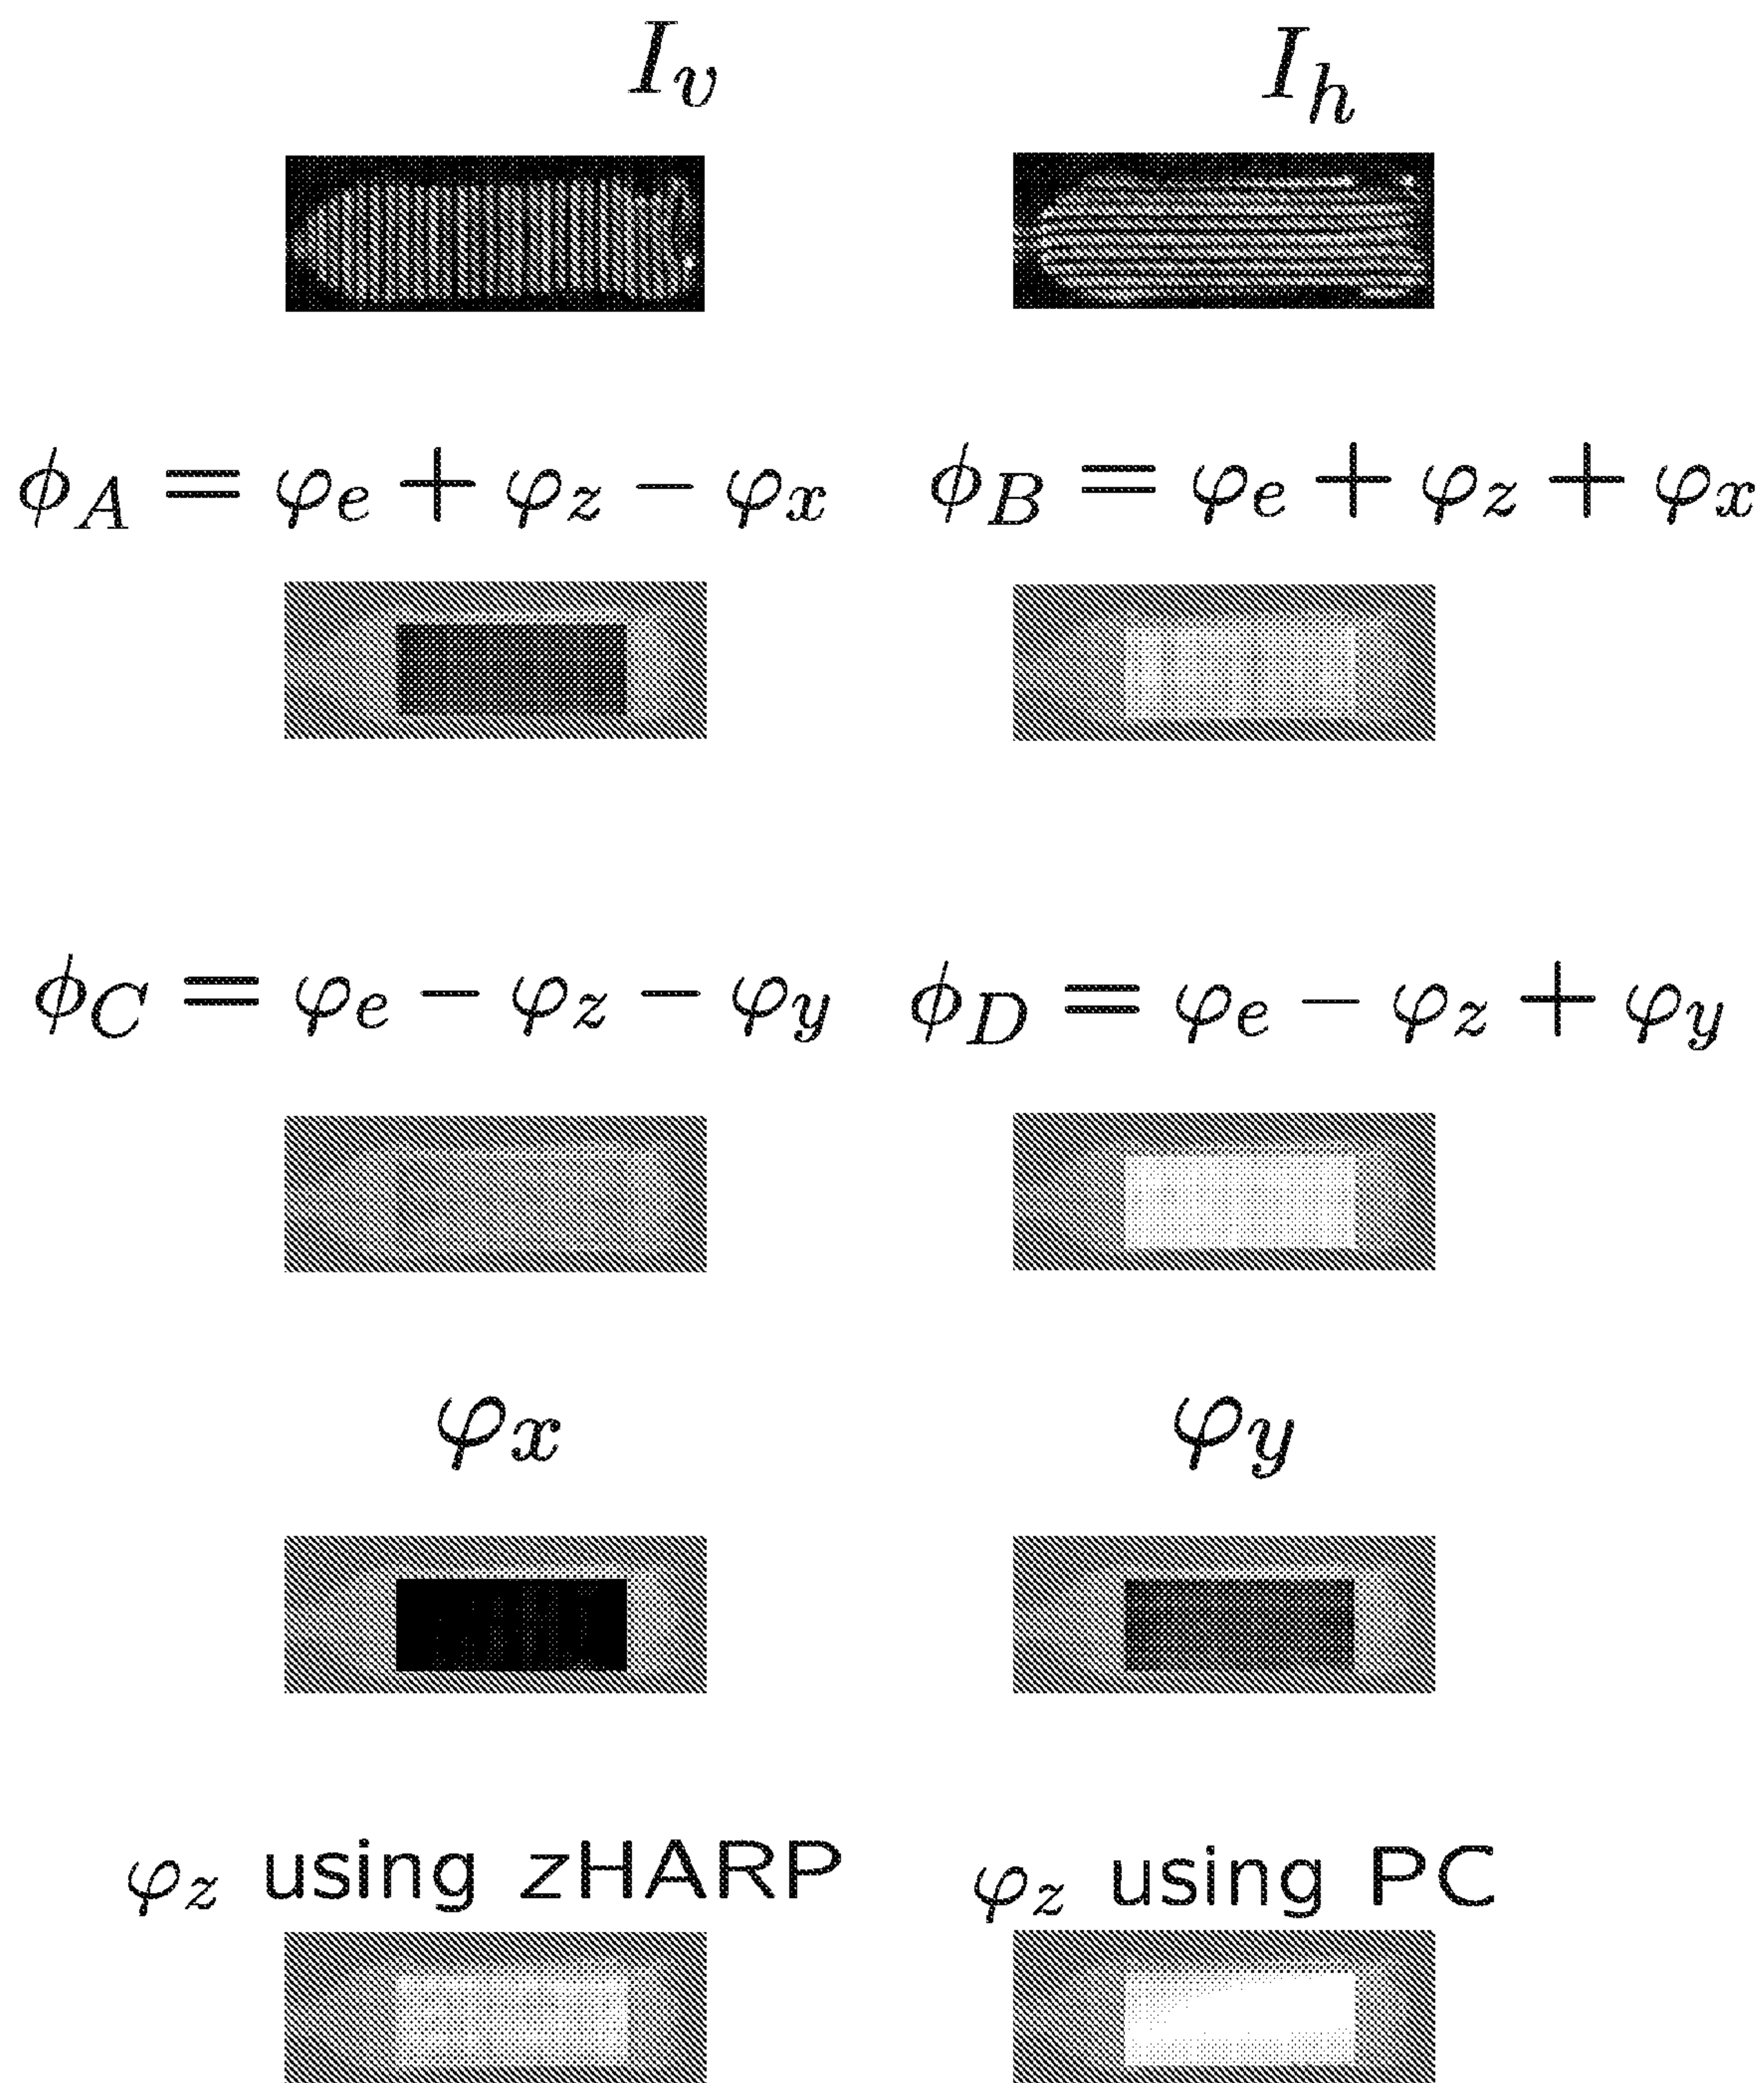 I_v I_h
ϕ_A = φ_e + φ_z − φ_x ϕ_B = φ_e + φ_z + φ_x
ϕ_C = φ_e − φ_z − φ_y ϕ_D = φ_e − φ_z + φ_y
φ_x φ_y
φ_z using zHARP φ_z using PC